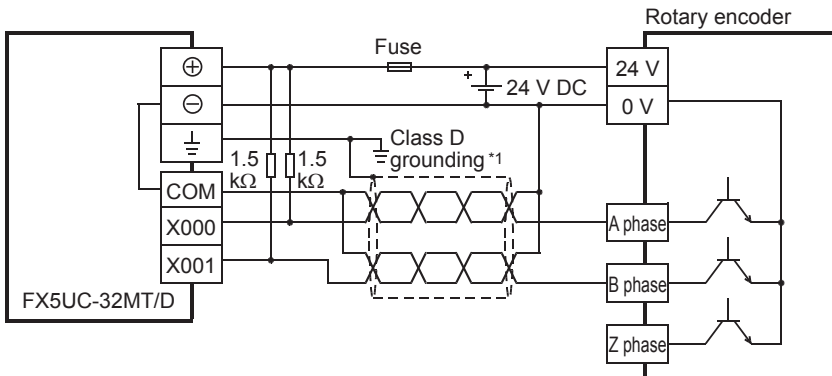 Rotary encoder
Fuse
⊕
24 V
+
24 V DC
⊖
0 V
Class D
grounding *1
1.5
kΩ
1.5
kΩ
COM
X000
A phase
X001
B phase
FX5UC-32MT/D
Z phase